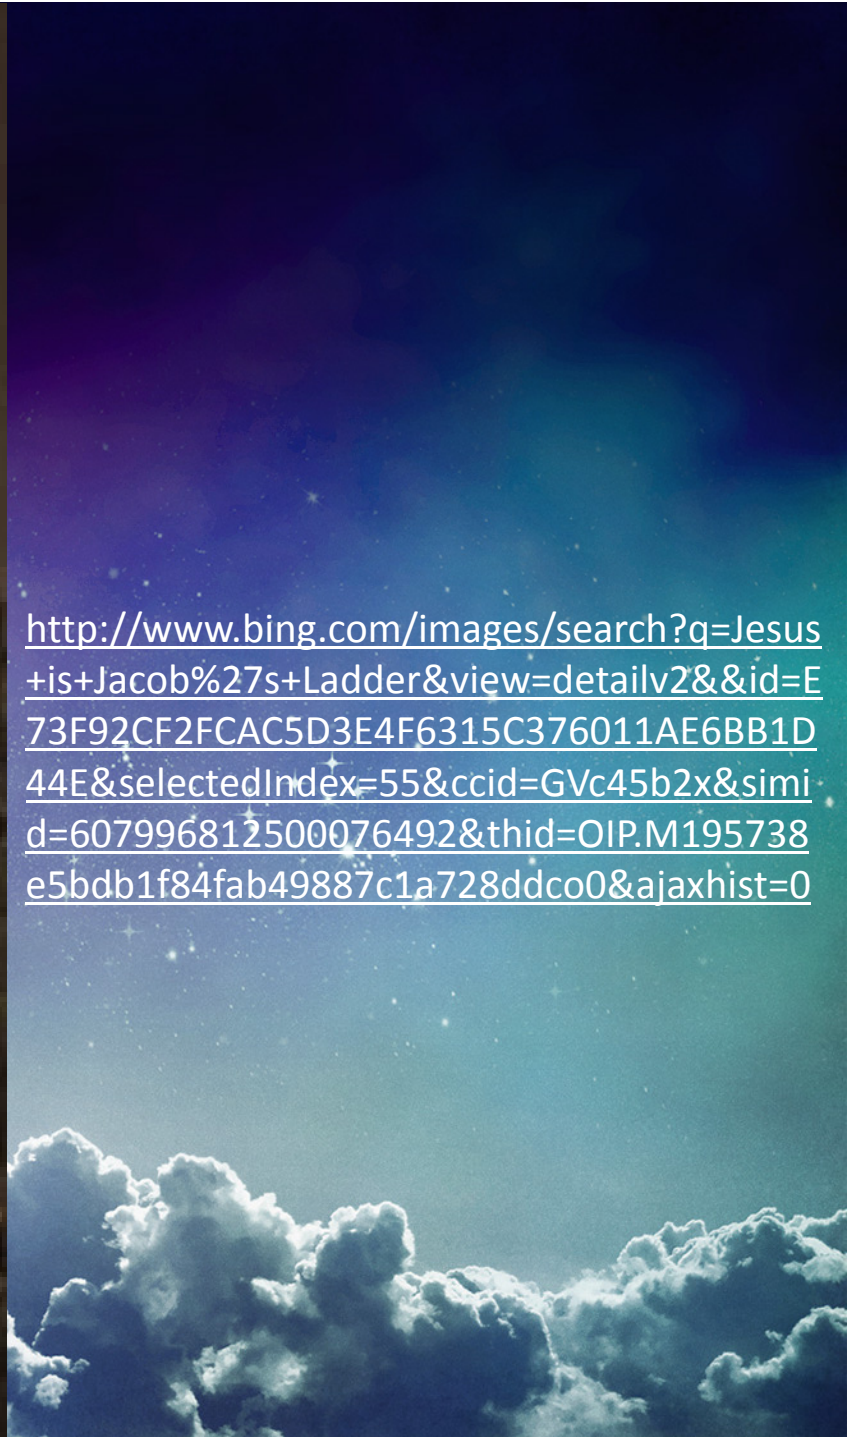 http://www.bing.com/images/search?q=Jesus
+is+Jacob%27s+Ladder&view=detailv2&&id=E
73F92CF2FCAC5D3E4F6315C376011AE6BB1D
44E&selectedIndex=55&ccid=GVc45b2x&simi
d=607996812500076492&thid=OIP.M195738
e5bdb1f84fab49887c1a728ddco0&ajaxhist=0